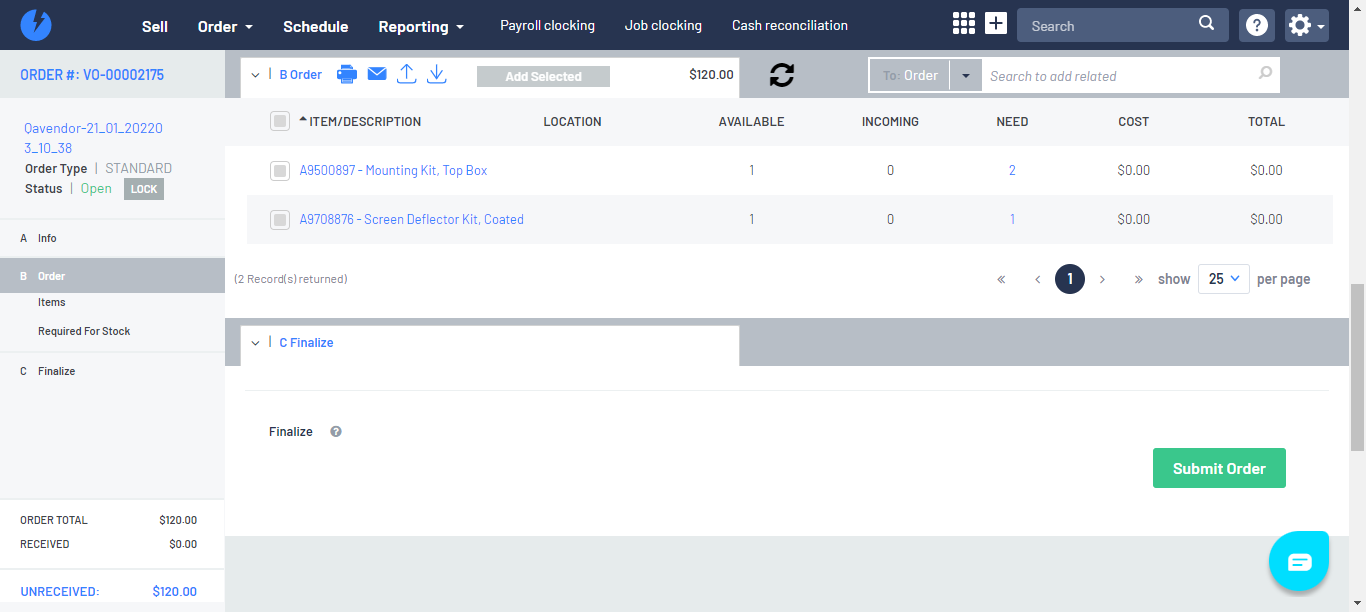 Sell Order Schedule Reporting Payroll clocking Job clocking Cash reconciliation Search
ORDER #: VO-00002175
B Order Add Selected $120.00 To: Order Search to add related
Qavendor-21_01_20220
3_10_38
Order Type | STANDARD
Status | Open LOCK
A Info
B Order
Items
Required For Stock
C Finalize
ORDER TOTAL $120.00
RECEIVED $0.00
UNRECEIVED: $120.00
ITEM/DESCRIPTION LOCATION AVAILABLE INCOMING NEED COST TOTAL
A9500897 - Mounting Kit, Top Box 1 0 2 $0.00 $0.00
A9708876 - Screen Deflector Kit, Coated 1 0 1 $0.00 $0.00
(2 Record(s) returned) « ‹ 1 › » show 25 per page
C Finalize
Finalize ?
Submit Order